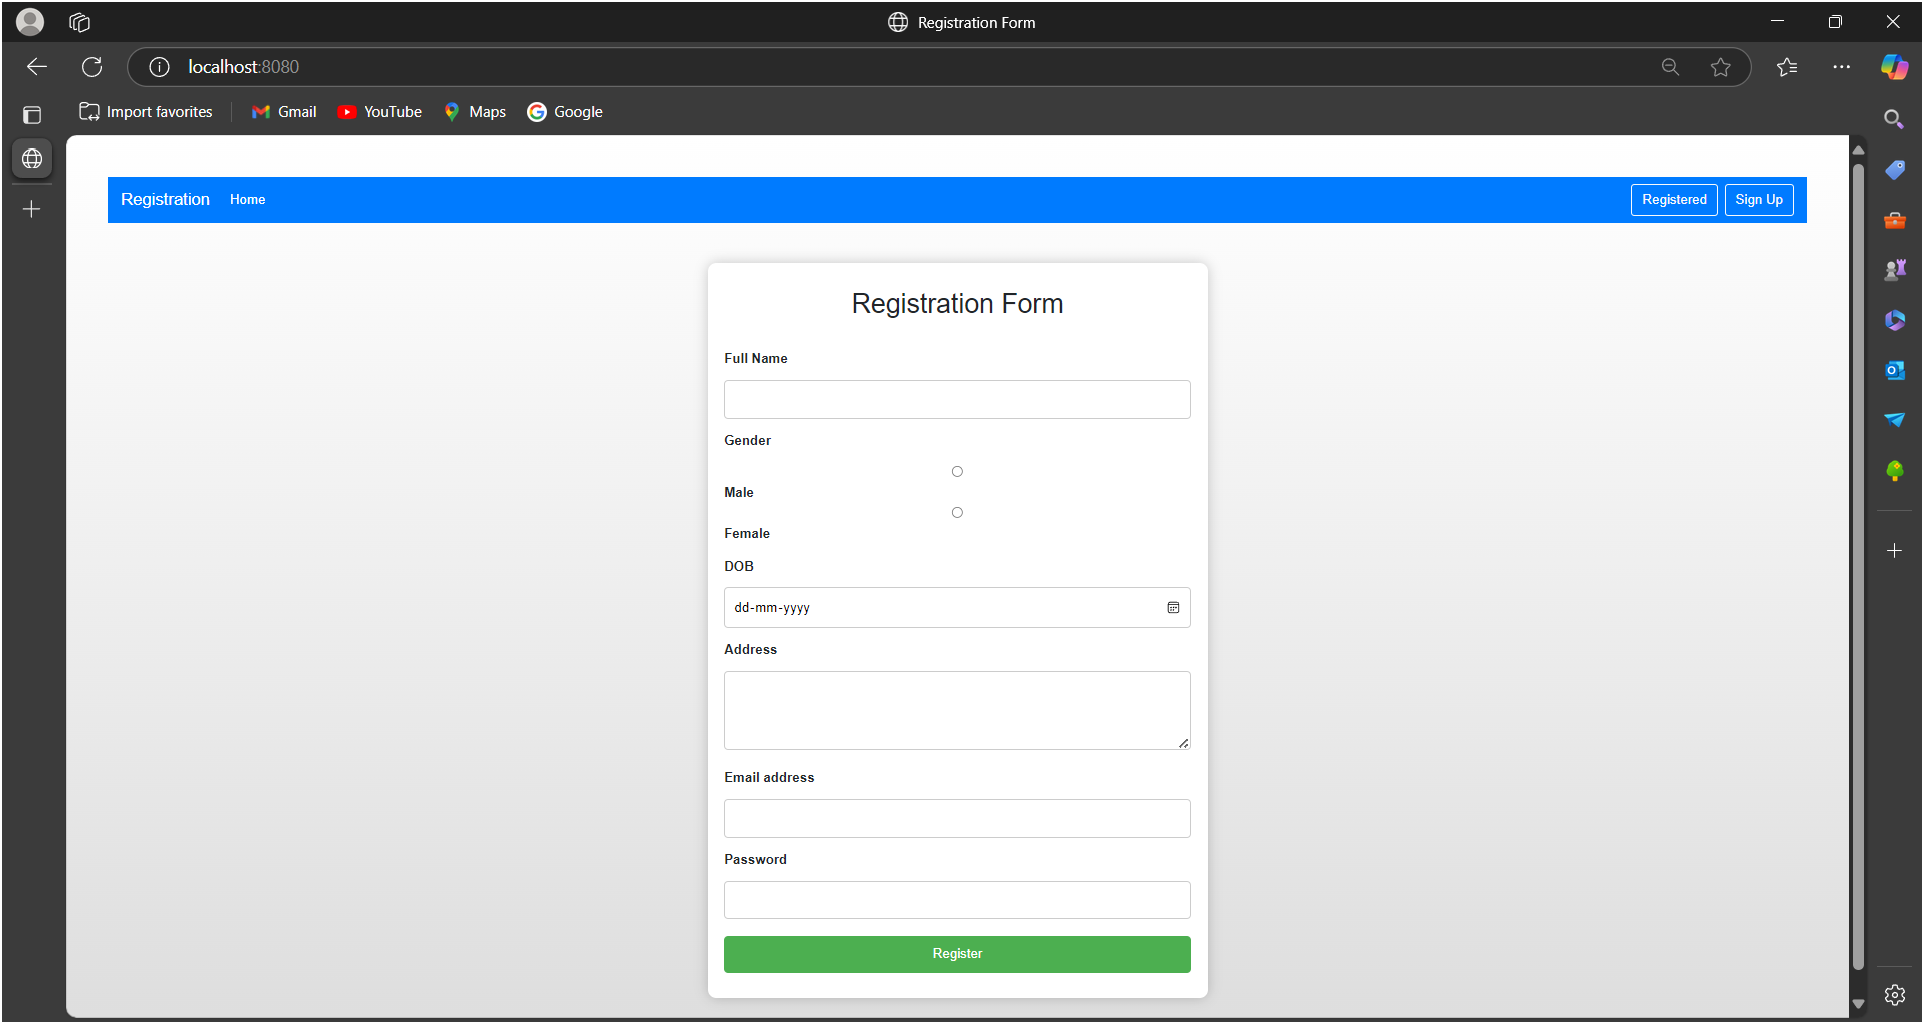 Registration Form
localhost:8080
Import favorites Gmail YouTube Maps Google
Registration Home Registered Sign Up
Registration Form
Full Name
Gender
Male
Female
DOB
dd-mm-yyyy
Address
Email address
Password
Register